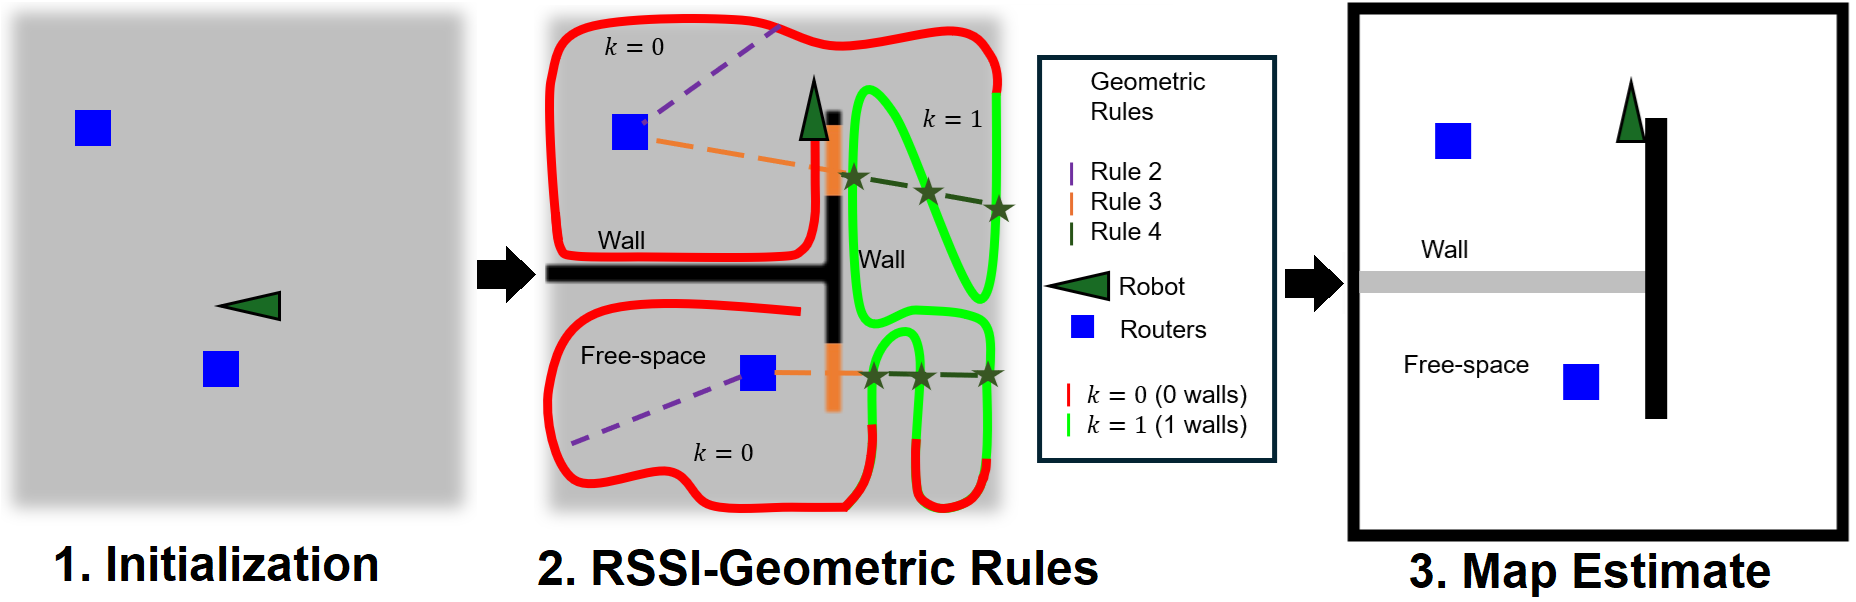 k = 0
k = 1
Wall
Wall
Free-space
k = 0
Geometric
Rules
Rule 2
Rule 3
Rule 4
Robot
Routers
k = 0 (0 walls)
k = 1 (1 walls)
Wall
Free-space
1. Initialization
2. RSSI-Geometric Rules
3. Map Estimate